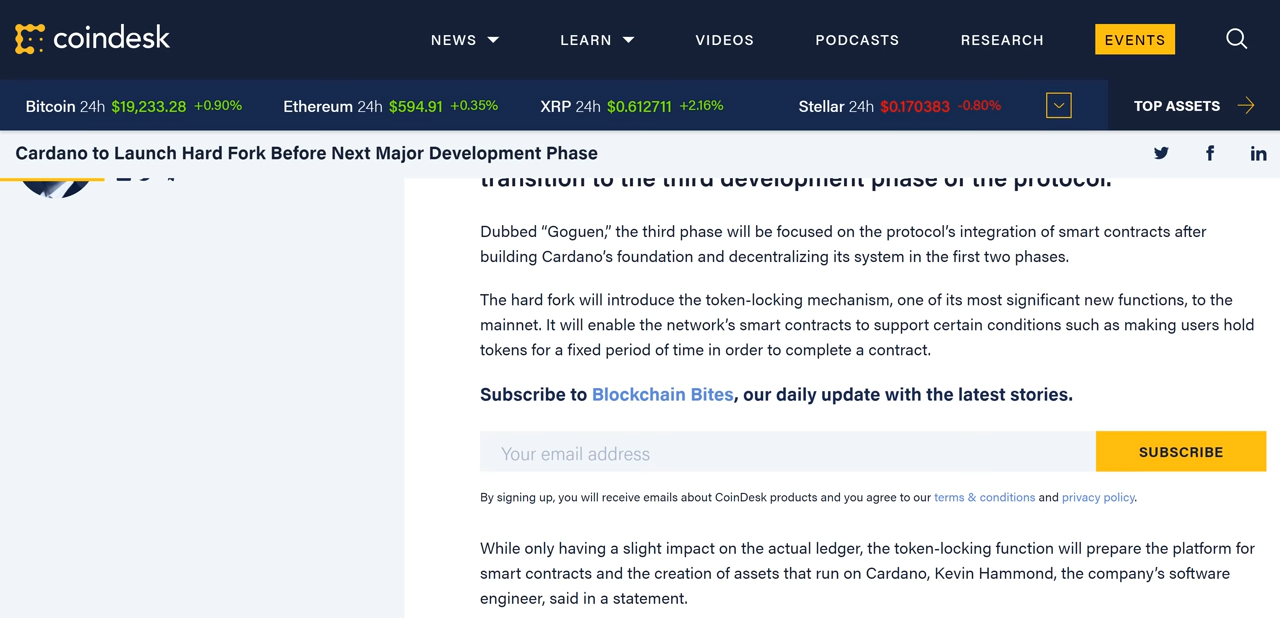 coindesk
NEWS LEARN VIDEOS PODCASTS RESEARCH EVENTS
Bitcoin 24h $19,233.28 +0.90% Ethereum 24h $594.91 +0.35% XRP 24h $0.612711 +2.16% Stellar 24h $0.170383 -0.80% TOP ASSETS
Cardano to Launch Hard Fork Before Next Major Development Phase
transition to the third development phase of the protocol.
Dubbed “Goguen,” the third phase will be focused on the protocol’s integration of smart contracts after
building Cardano’s foundation and decentralizing its system in the first two phases.
The hard fork will introduce the token-locking mechanism, one of its most significant new functions, to the
mainnet. It will enable the network’s smart contracts to support certain conditions such as making users hold
tokens for a fixed period of time in order to complete a contract.
Subscribe to Blockchain Bites, our daily update with the latest stories.
Your email address SUBSCRIBE
By signing up, you will receive emails about CoinDesk products and you agree to our terms & conditions and privacy policy.
While only having a slight impact on the actual ledger, the token-locking function will prepare the platform for
smart contracts and the creation of assets that run on Cardano, Kevin Hammond, the company’s software
engineer, said in a statement.